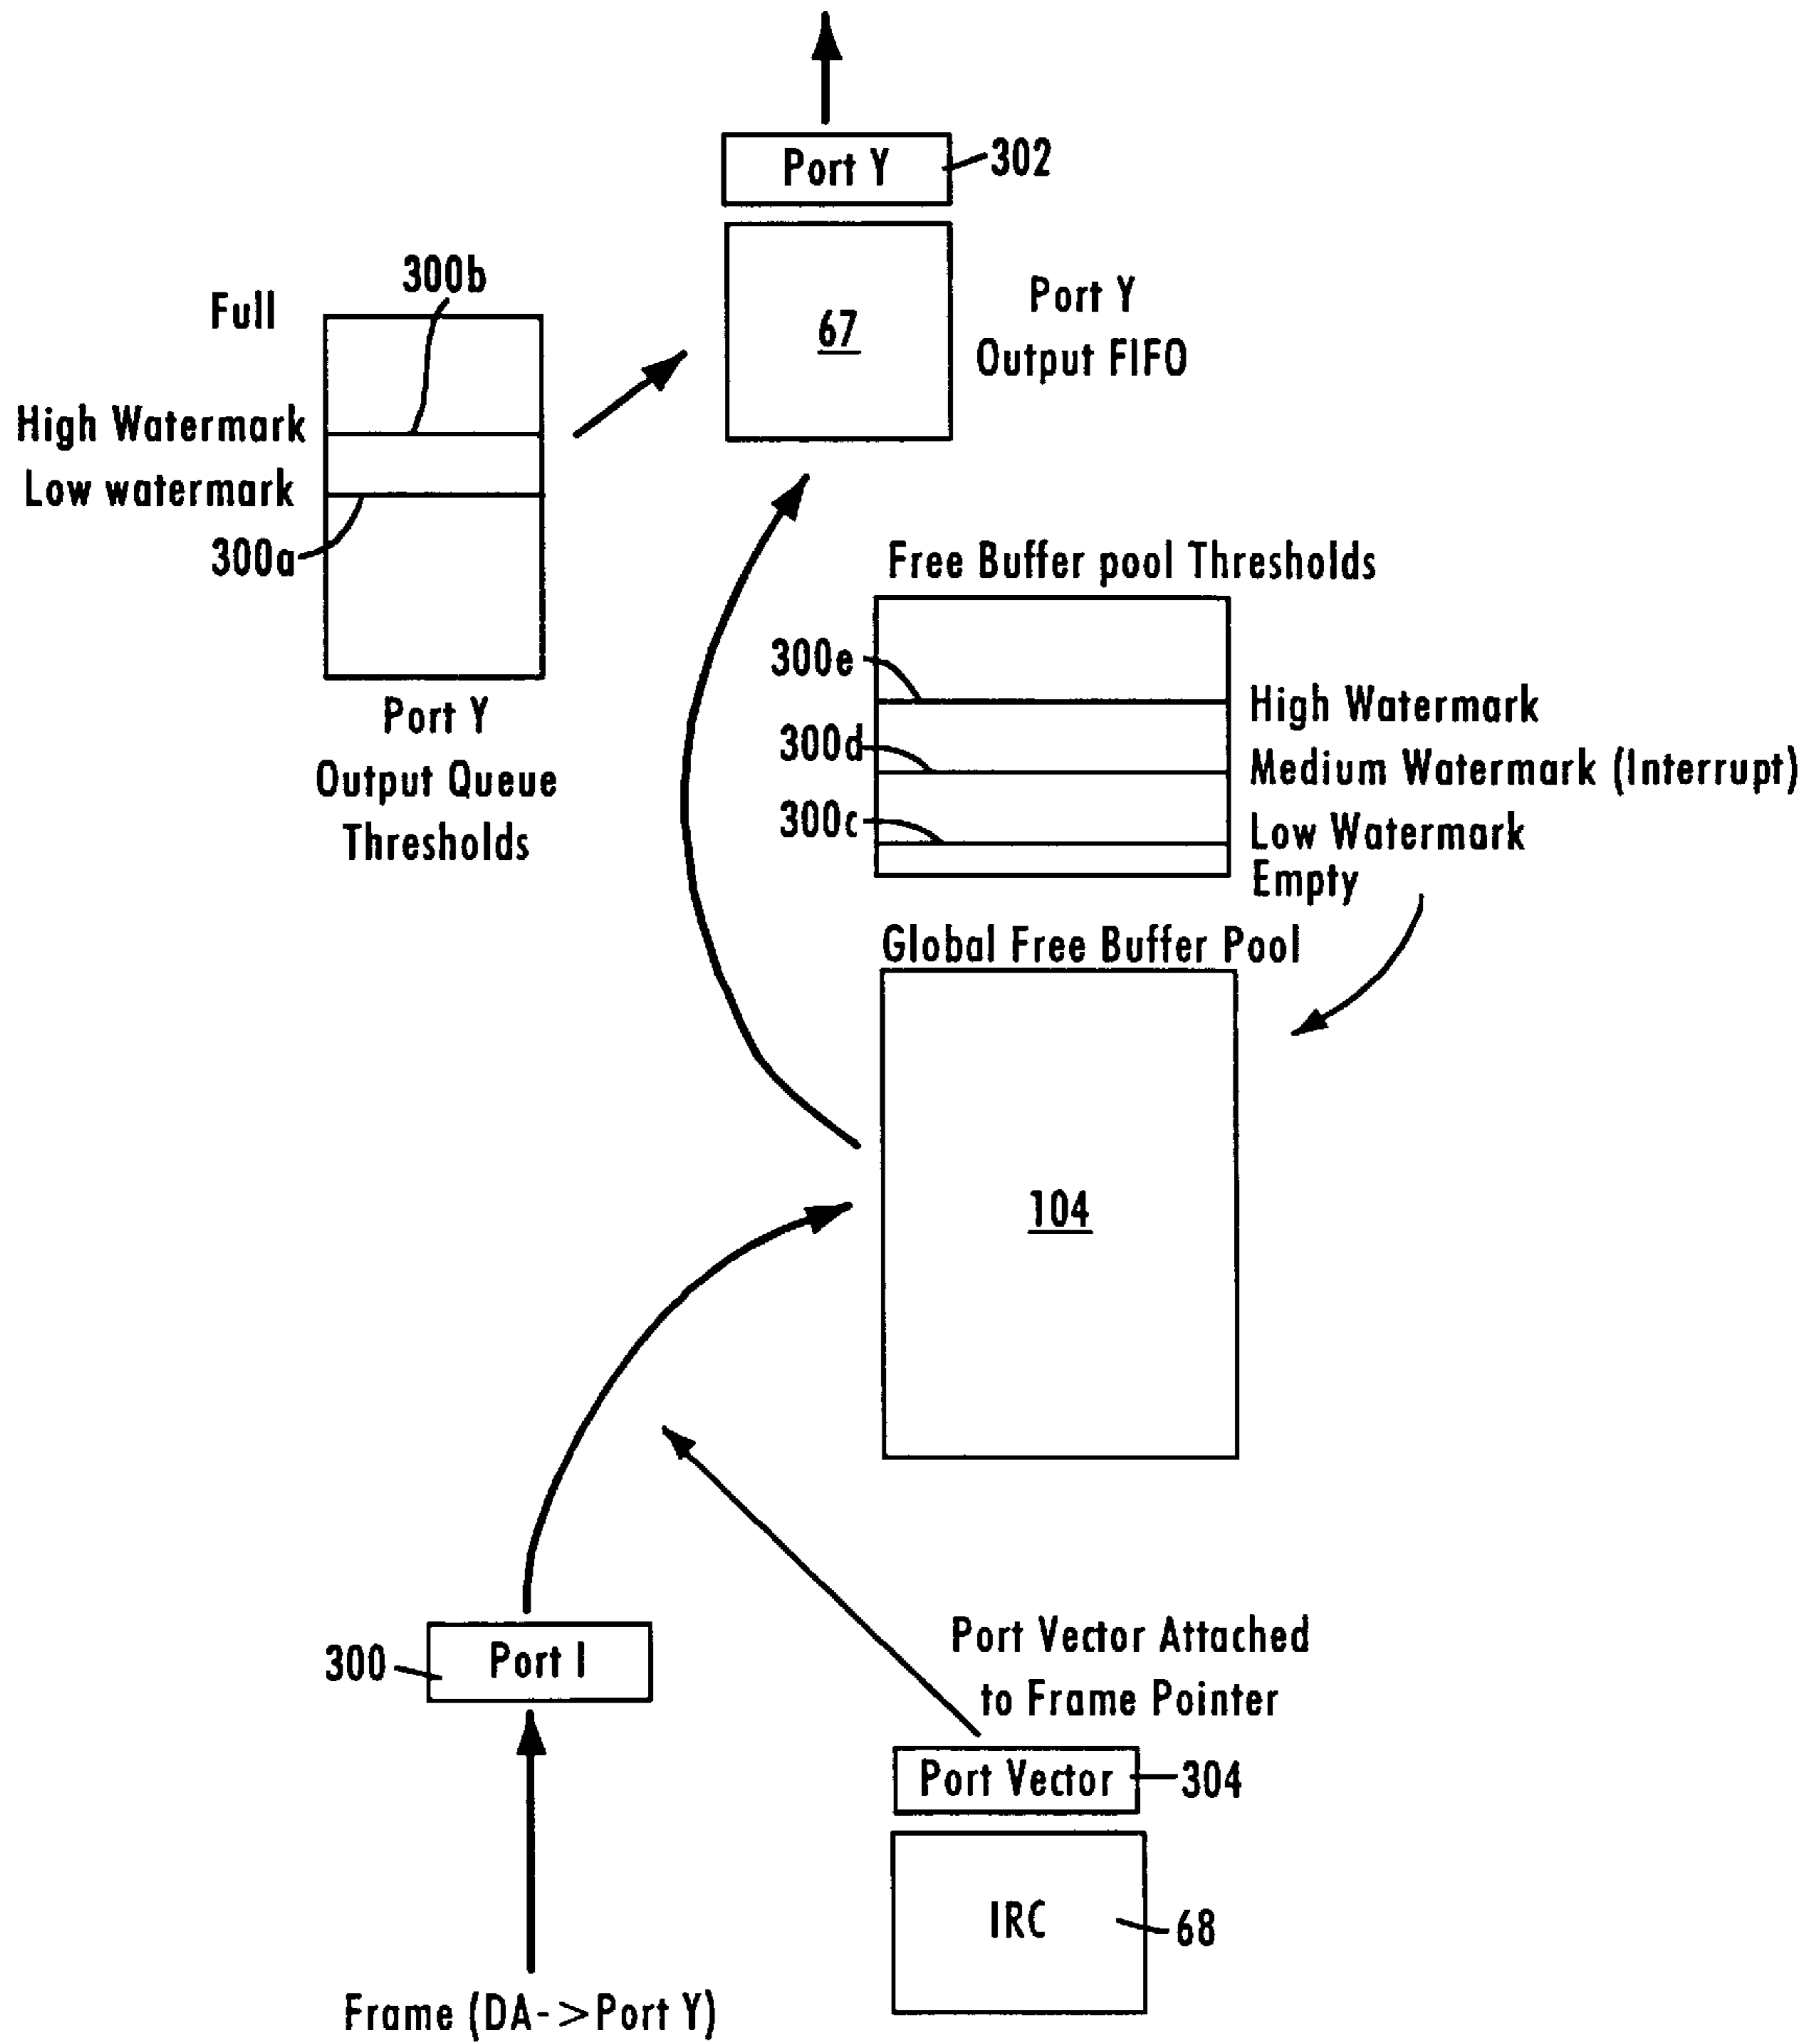 Port Y
302
300b
Full
67
Port Y
Output FIFO
High Watermark
Low watermark
300a
Free Buffer pool Thresholds
300e
High Watermark
300d
Medium Watermark (Interrupt)
300c
Low Watermark
Empty
Port Y
Output Queue
Thresholds
Global Free Buffer Pool
104
300
Port I
Port Vector Attached
to Frame Pointer
Port Vector
304
IRC
68
Frame (DA->Port Y)